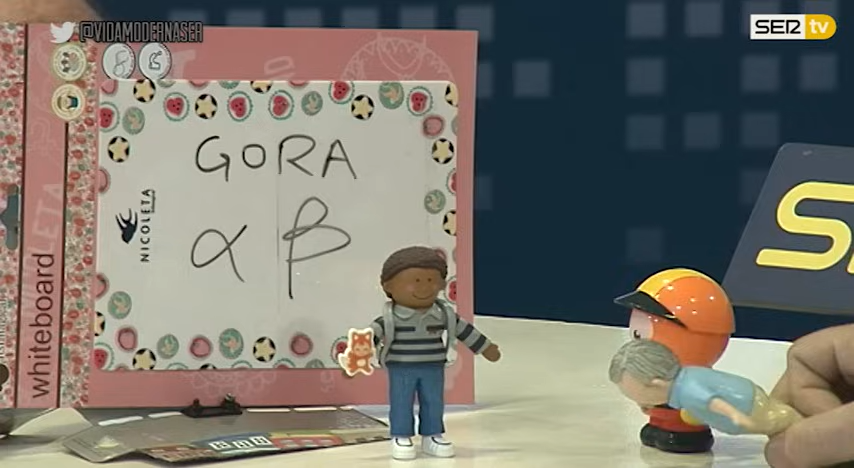 @VIDAMODERNASER
SER tv
GORA
α β
NICOLETA
whiteboard
S